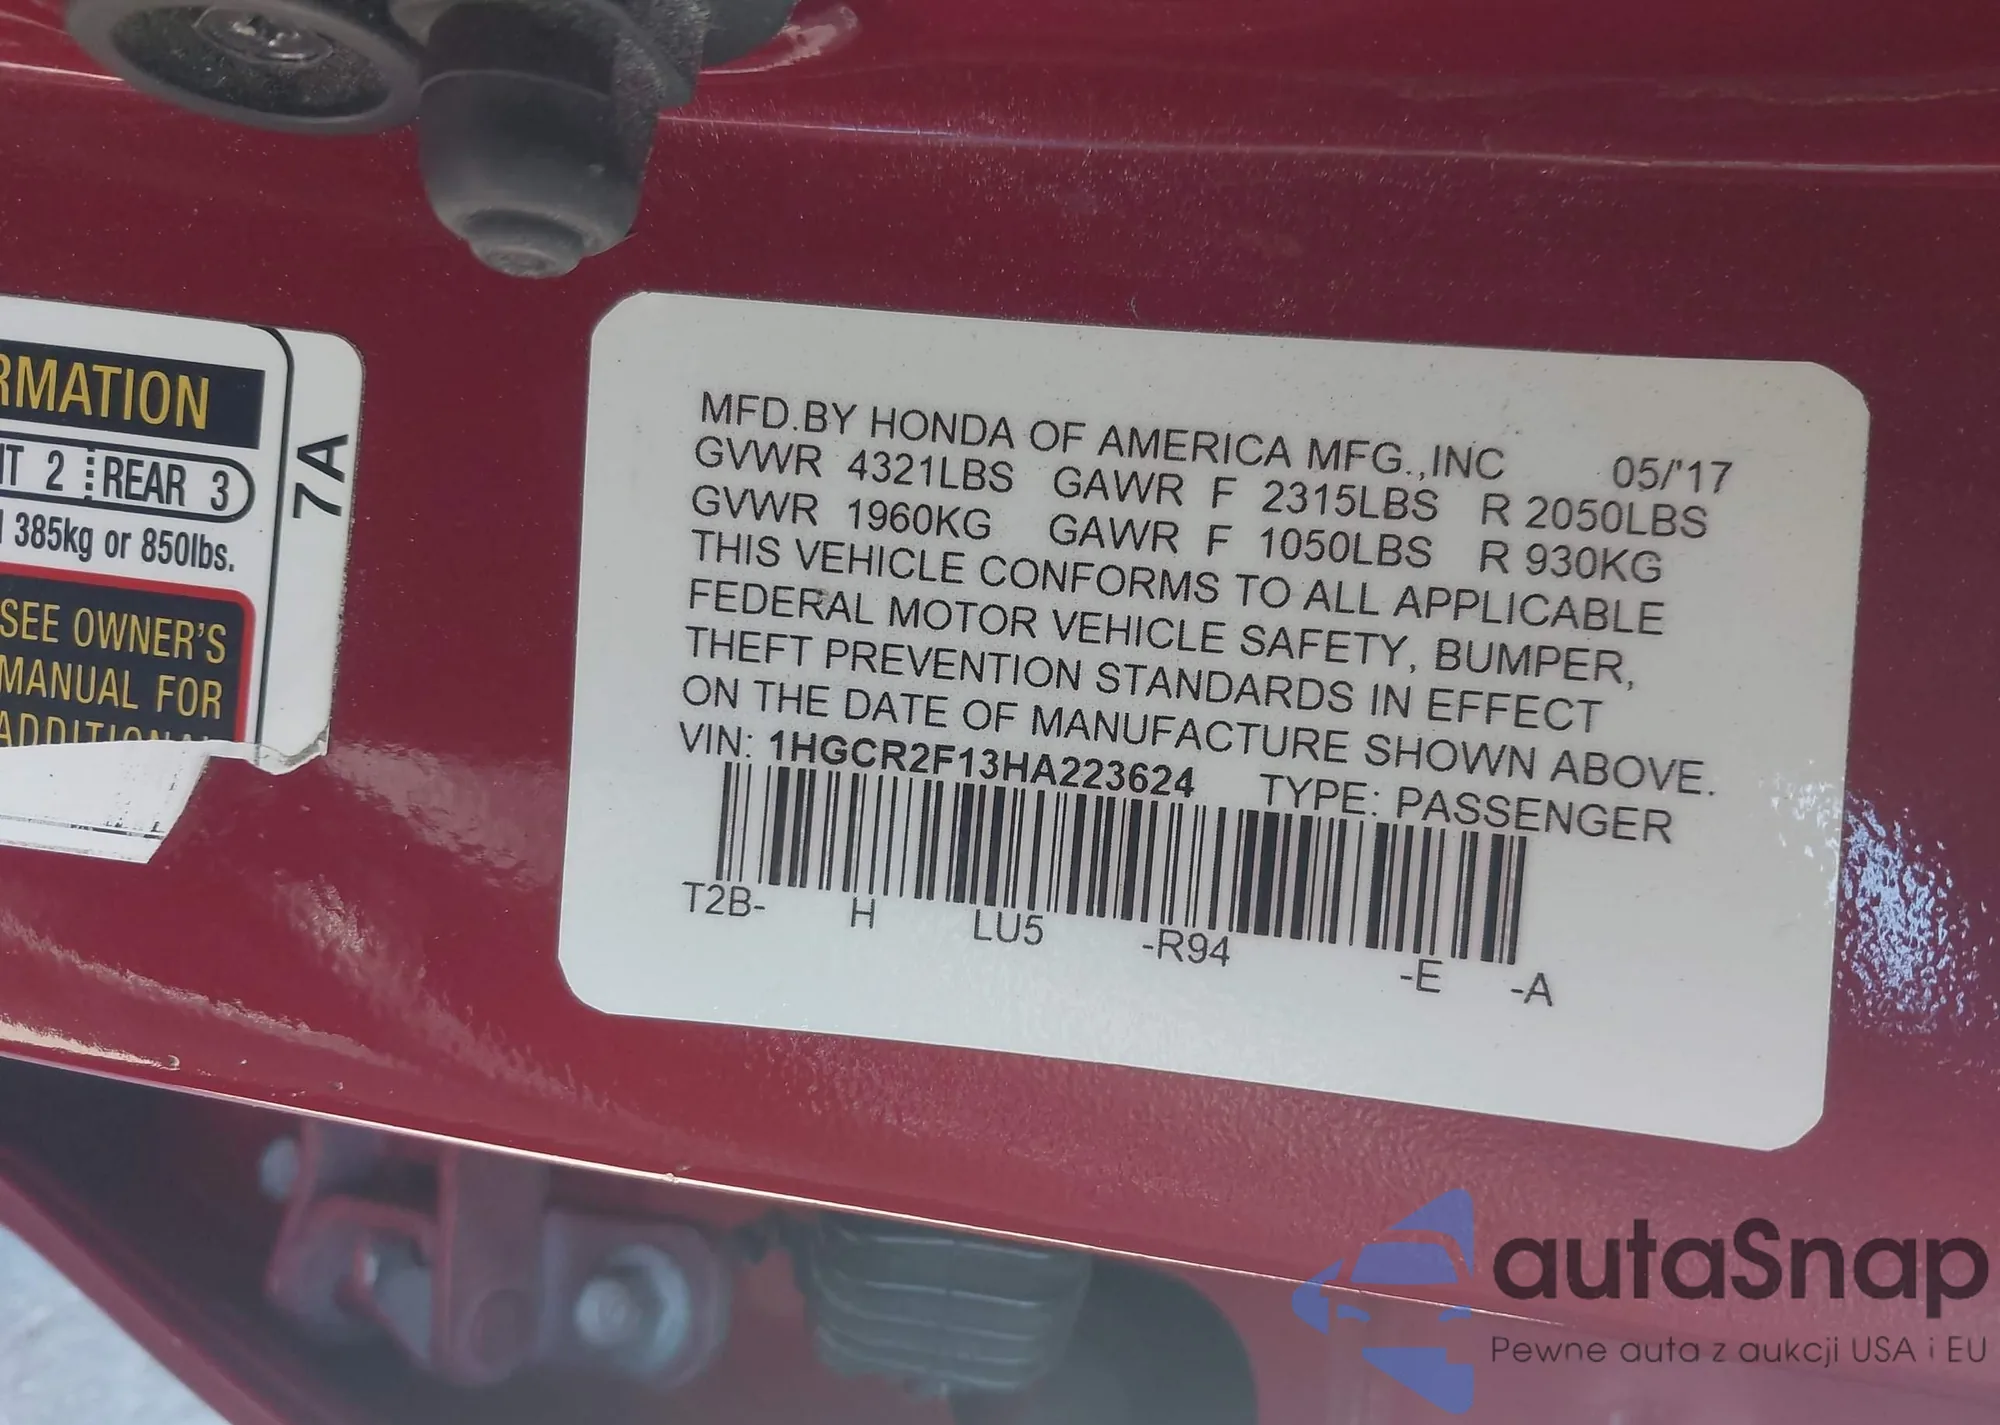 RMATION
NT 2 REAR 3
385kg or 850lbs.
SEE OWNER'S
MANUAL FOR
ADDITIONAL
7A
MFD.BY HONDA OF AMERICA MFG.,INC 05/'17
GVWR 4321LBS GAWR F 2315LBS R 2050LBS
GVWR 1960KG GAWR F 1050LBS R 930KG
THIS VEHICLE CONFORMS TO ALL APPLICABLE
FEDERAL MOTOR VEHICLE SAFETY, BUMPER,
THEFT PREVENTION STANDARDS IN EFFECT
ON THE DATE OF MANUFACTURE SHOWN ABOVE.
VIN: 1HGCR2F13HA223624 TYPE: PASSENGER
T2B- H LU5 -R94 -E -A
autaSnap
Pewne auta z aukcji USA i EU